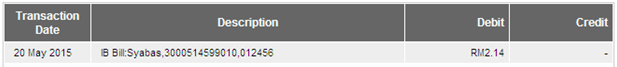 Transaction Date Description Debit Credit
20 May 2015 IB Bill:Syabas,3000514599010,012456 RM2.14 -